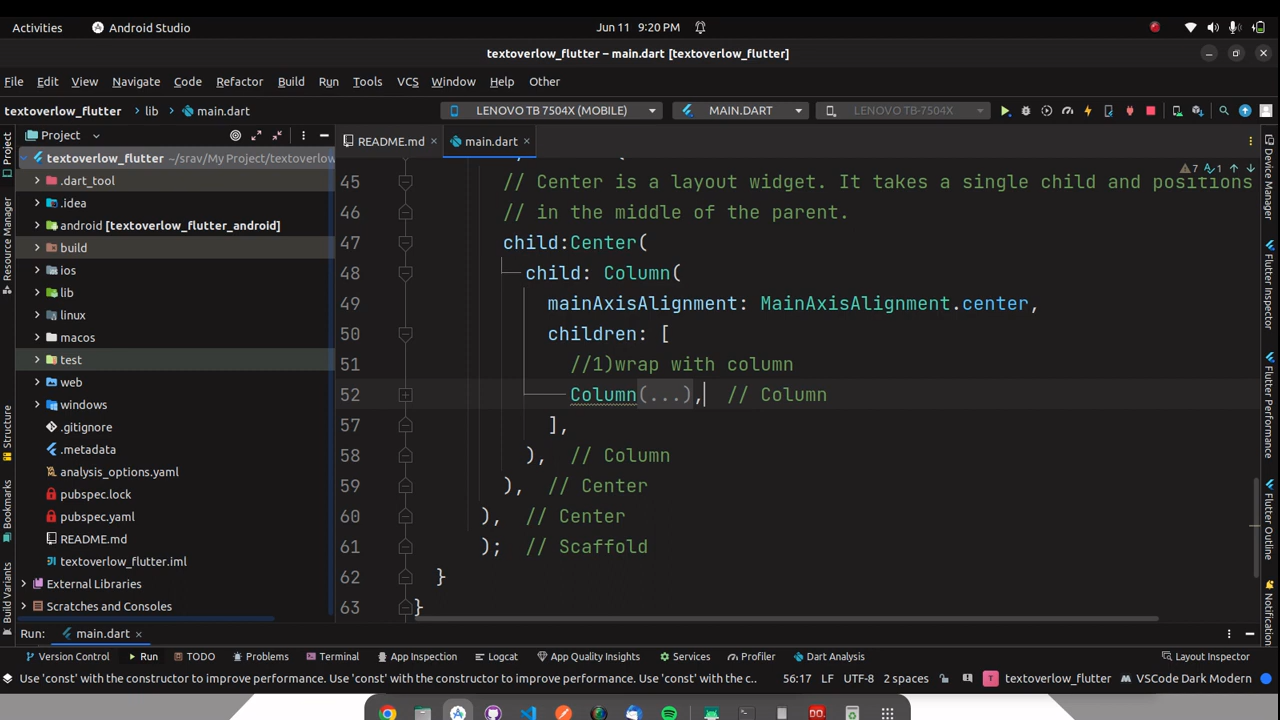 Activities
Android Studio
Jun 11 9:20 PM
textoverlow_flutter – main.dart [textoverlow_flutter]
File Edit View Navigate Code Refactor Build Run Tools VCS Window Help Other
textoverlow_flutter lib main.dart
LENOVO TB 7504X (MOBILE)
MAIN.DART
LENOVO TB-7504X
Project
README.md
main.dart
textoverlow_flutter ~/srav/My Project/textoverlow
.dart_tool
.idea
android [textoverlow_flutter_android]
build
ios
lib
linux
macos
test
web
windows
.gitignore
.metadata
analysis_options.yaml
pubspec.lock
pubspec.yaml
README.md
textoverlow_flutter.iml
External Libraries
Scratches and Consoles
Project
Resource Manager
Structure
Bookmarks
Build Variants
7 1
45 // Center is a layout widget. It takes a single child and positions
46 // in the middle of the parent.
47 child:Center(
48 child: Column(
49 mainAxisAlignment: MainAxisAlignment.center,
50 children: [
51 //1)wrap with column
52 Column(...), // Column
57 ],
58 ), // Column
59 ), // Center
60 ), // Center
61 ); // Scaffold
62 }
63 }
Device Manager
Flutter Inspector
Flutter Performance
Flutter Outline
Notifications
Run: main.dart
Version Control Run TODO Problems Terminal App Inspection Logcat App Quality Insights Services Profiler Dart Analysis Layout Inspector
Use 'const' with the constructor to improve performance. Use 'const' with the constructor to improve performance. Use 'const' with the c.. 56:17 LF UTF-8 2 spaces T textoverlow_flutter VSCode Dark Modern
DO.